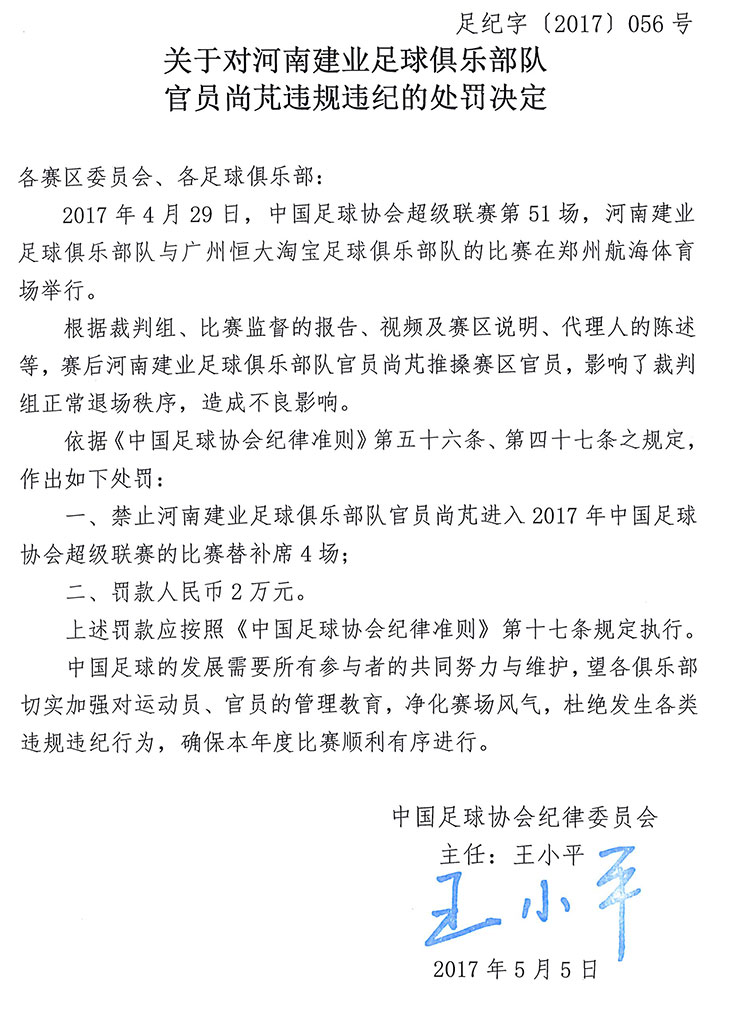 足纪字〔2017〕056 号
关于对河南建业足球俱乐部队
官员尚芃违规违纪的处罚决定
各赛区委员会、各足球俱乐部：
2017 年 4 月 29 日，中国足球协会超级联赛第 51 场，河南建业
足球俱乐部队与广州恒大淘宝足球俱乐部队的比赛在郑州航海体育
场举行。
根据裁判组、比赛监督的报告、视频及赛区说明、代理人的陈述
等，赛后河南建业足球俱乐部队官员尚芃推搡赛区官员，影响了裁判
组正常退场秩序，造成不良影响。
依据《中国足球协会纪律准则》第五十六条、第四十七条之规定，
作出如下处罚：
一、禁止河南建业足球俱乐部队官员尚芃进入 2017 年中国足球
协会超级联赛的比赛替补席 4 场；
二、罚款人民币 2 万元。
上述罚款应按照《中国足球协会纪律准则》第十七条规定执行。
中国足球的发展需要所有参与者的共同努力与维护，望各俱乐部
切实加强对运动员、官员的管理教育，净化赛场风气，杜绝发生各类
违规违纪行为，确保本年度比赛顺利有序进行。
中国足球协会纪律委员会
主任：王小平
王小平
2017 年 5 月 5 日